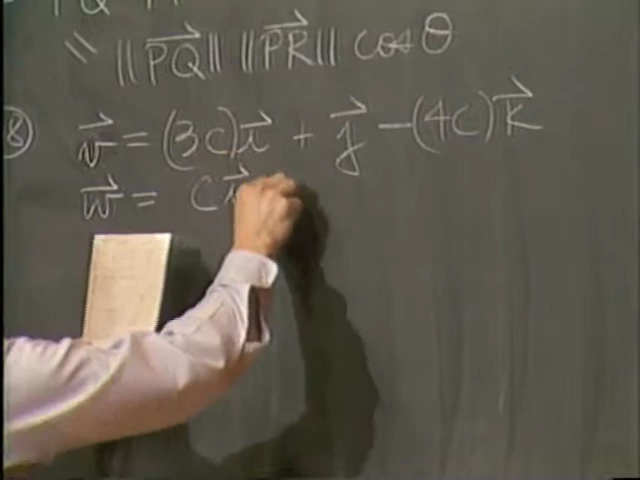 = ||PQ⃗|| ||PR⃗|| cos θ
8 v⃗ = (3c)i⃗ + j⃗ - (4c)k⃗
w⃗ = c i⃗